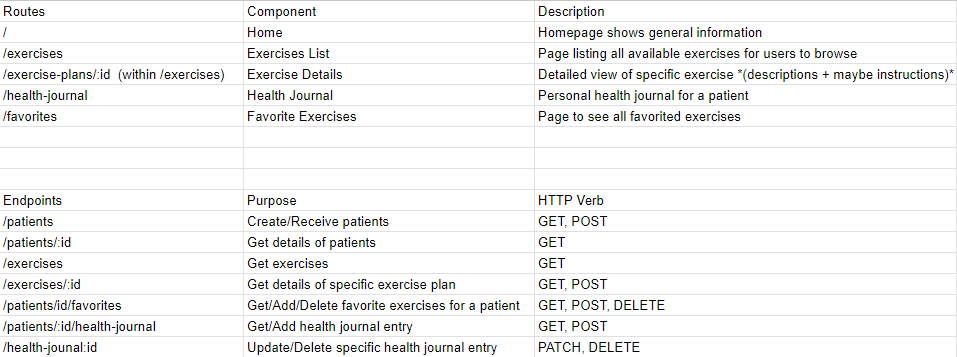 Routes Component Description
/ Home Homepage shows general information
/exercises Exercises List Page listing all available exercises for users to browse
/exercise-plans/:id (within /exercises) Exercise Details Detailed view of specific exercise *(descriptions + maybe instructions)*
/health-journal Health Journal Personal health journal for a patient
/favorites Favorite Exercises Page to see all favorited exercises
Endpoints Purpose HTTP Verb
/patients Create/Receive patients GET, POST
/patients/:id Get details of patients GET
/exercises Get exercises GET
/exercises/:id Get details of specific exercise plan GET, POST
/patients/id/favorites Get/Add/Delete favorite exercises for a patient GET, POST, DELETE
/patients/:id/health-journal Get/Add health journal entry GET, POST
/health-jounal:id Update/Delete specific health journal entry PATCH, DELETE